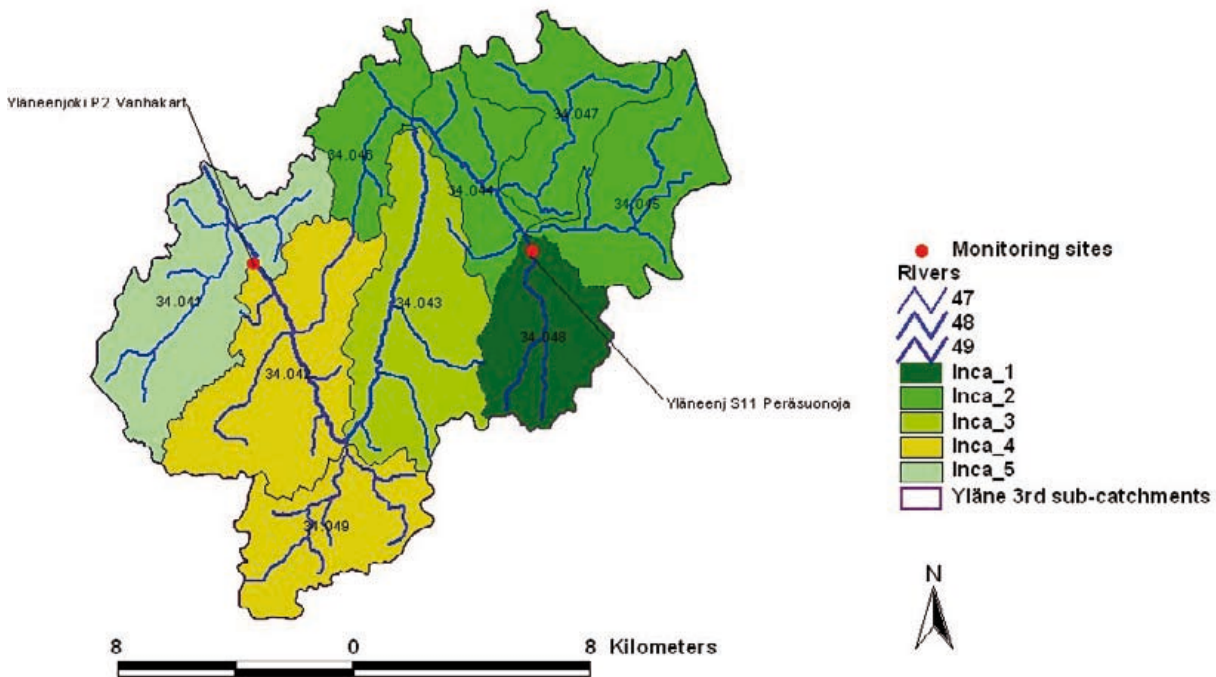 Yläneenjoki P2 Vanhakart
34.047
34.046
34.044
34.045
34.041
34.043
34.048
34.042
Yläneenj S11 Peräsuonoja
34.049
Monitoring sites
Rivers
47
48
49
Inca_1
Inca_2
Inca_3
Inca_4
Inca_5
Yläne 3rd sub-catchments
N
8 0 8 Kilometers